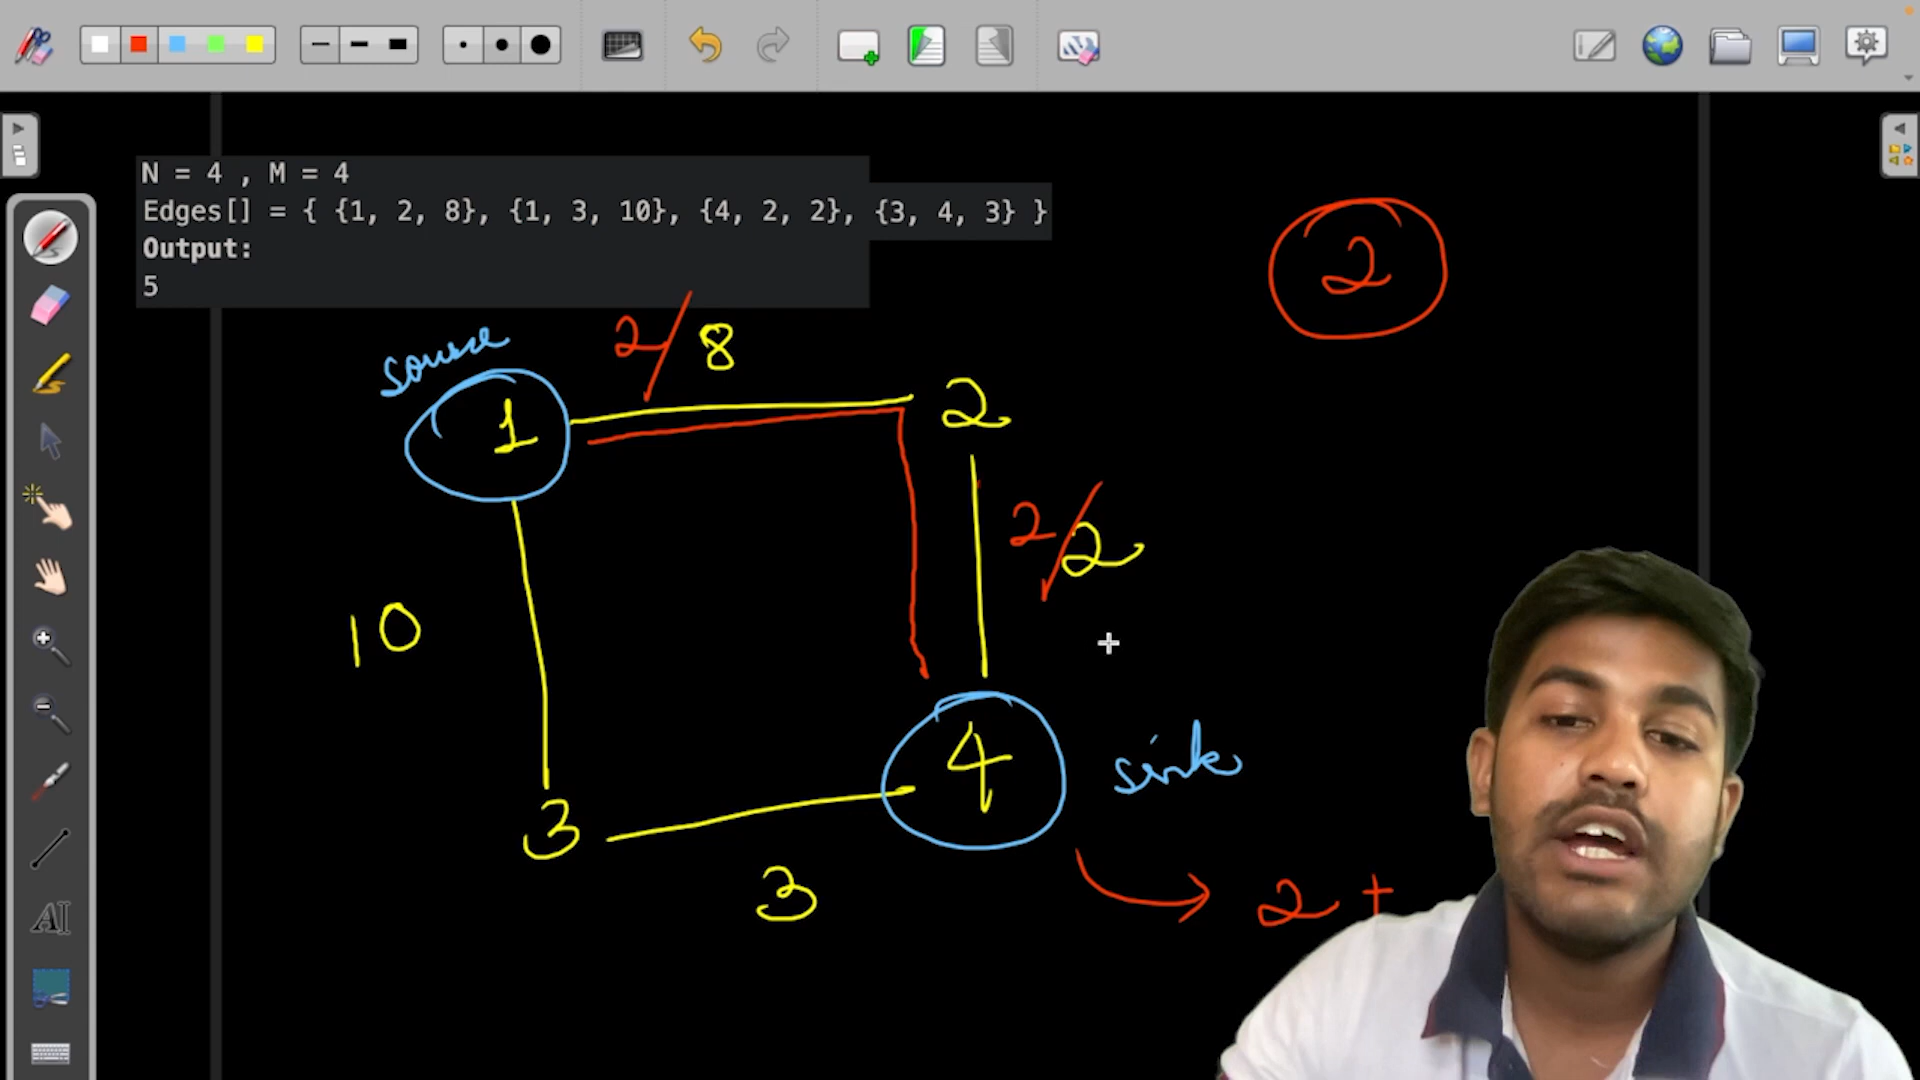 N = 4 , M = 4
Edges[] = { {1, 2, 8}, {1, 3, 10}, {4, 2, 2}, {3, 4, 3} }
Output:
5
2
source
2/8
1
2
2/2
10
4
sink
3
3
2 +
AI